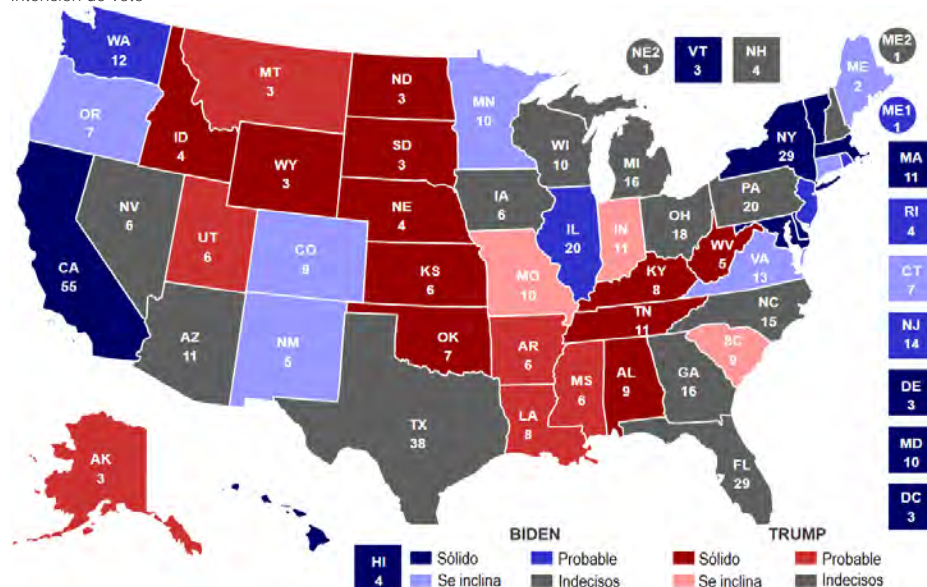 Intención de voto
WA
12
OR
7
CA
55
NV
6
ID
4
MT
3
WY
3
UT
6
AZ
11
CO
9
NM
5
ND
3
SD
3
NE
4
KS
6
OK
7
TX
38
MN
10
IA
6
MO
10
AR
6
LA
8
WI
10
IL
20
MI
16
IN
11
OH
18
KY
8
TN
11
MS
6
AL
9
GA
16
FL
29
SC
9
NC
15
VA
13
WV
5
PA
20
NY
29
ME
2
NE2
1
VT
3
NH
4
ME2
1
ME1
1
MA
11
RI
4
CT
7
NJ
14
DE
3
MD
10
DC
3
AK
3
HI
4
BIDEN
TRUMP
Sólido
Probable
Sólido
Probable
Se inclina
Indecisos
Se inclina
Indecisos